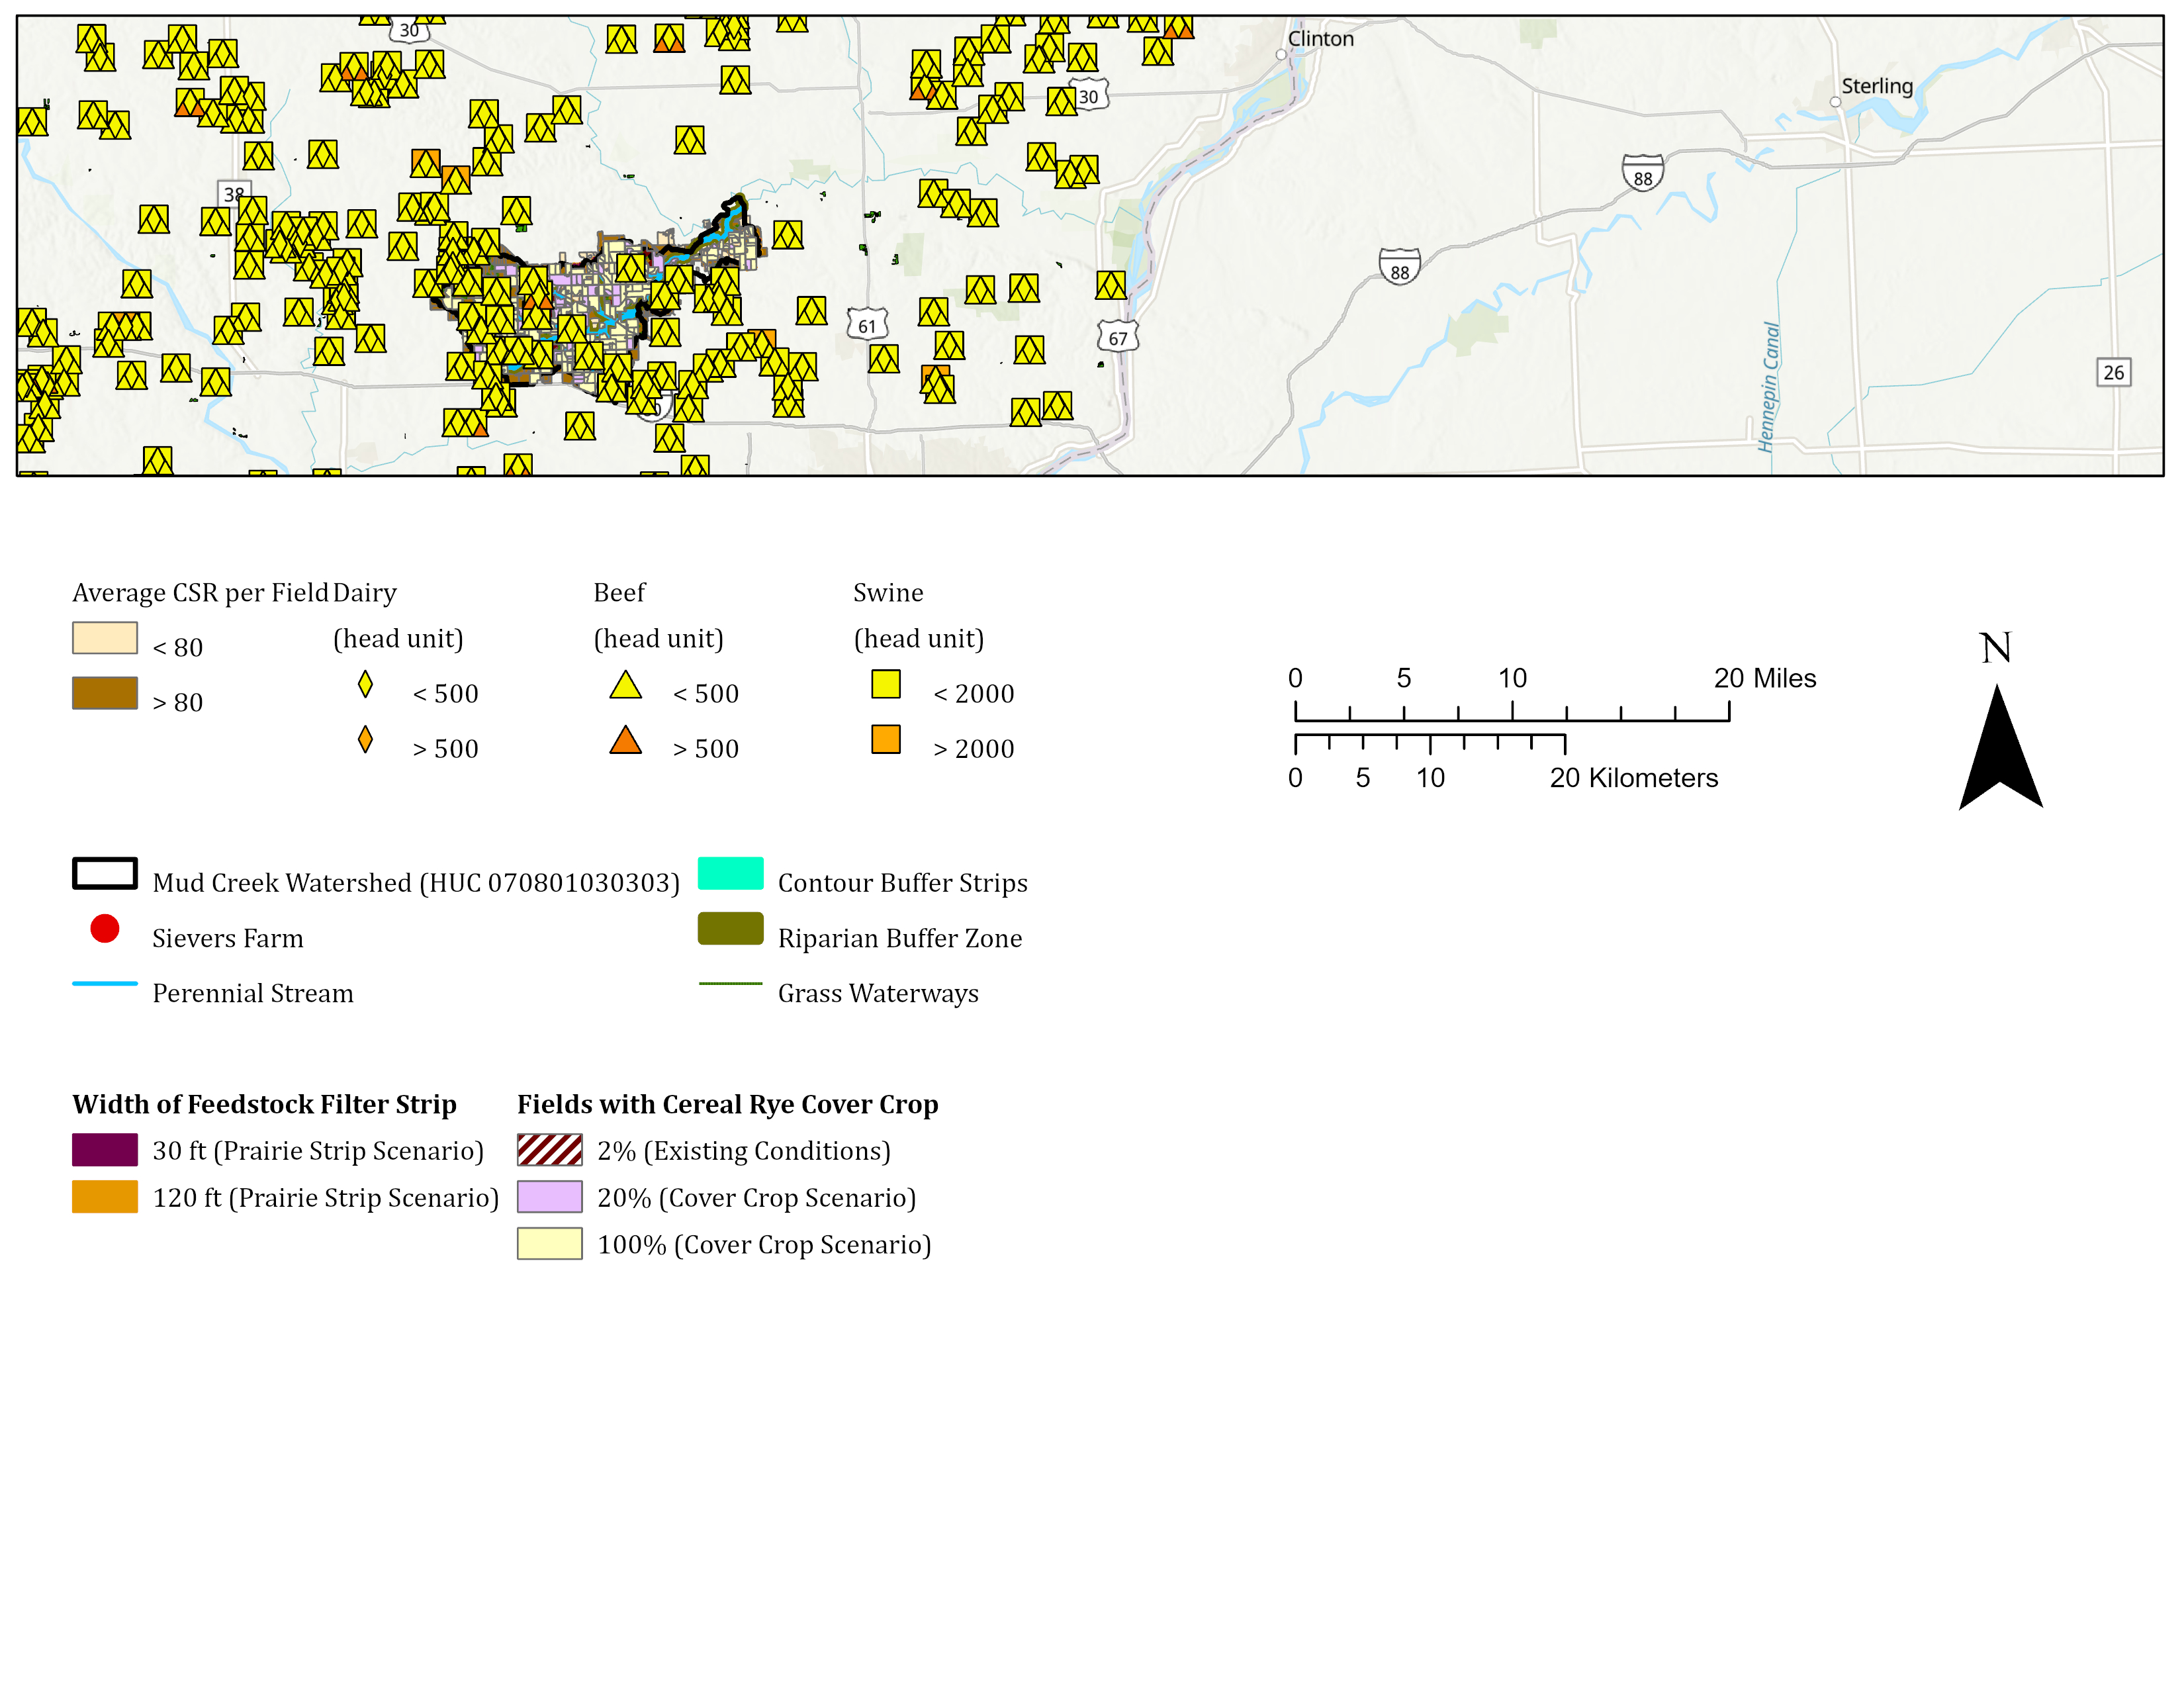 30
Clinton
Sterling
30
88
38
88
61
67
Hennepin Canal
26
Average CSR per Field
< 80
> 80
Dairy
(head unit)
< 500
> 500
Beef
(head unit)
< 500
> 500
Swine
(head unit)
< 2000
> 2000
0 5 10 20 Miles
0 5 10 20 Kilometers
N
Mud Creek Watershed (HUC 070801030303)
Sievers Farm
Perennial Stream
Contour Buffer Strips
Riparian Buffer Zone
Grass Waterways
Width of Feedstock Filter Strip
30 ft (Prairie Strip Scenario)
120 ft (Prairie Strip Scenario)
Fields with Cereal Rye Cover Crop
2% (Existing Conditions)
20% (Cover Crop Scenario)
100% (Cover Crop Scenario)